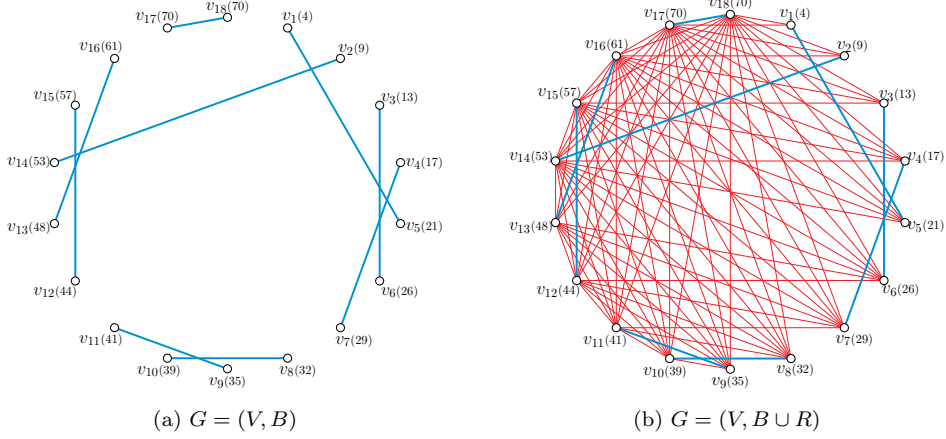 v18(70)
v17(70)
v1(4)
v16(61)
v2(9)
v15(57)
v3(13)
v14(53)
v4(17)
v13(48)
v5(21)
v12(44)
v6(26)
v11(41)
v7(29)
v10(39)
v8(32)
v9(35)
(a) G = (V, B)
v18(70)
v17(70)
v1(4)
v16(61)
v2(9)
v15(57)
v3(13)
v14(53)
v4(17)
v13(48)
v5(21)
v12(44)
v6(26)
v11(41)
v7(29)
v10(39)
v8(32)
v9(35)
(b) G = (V, B ∪ R)